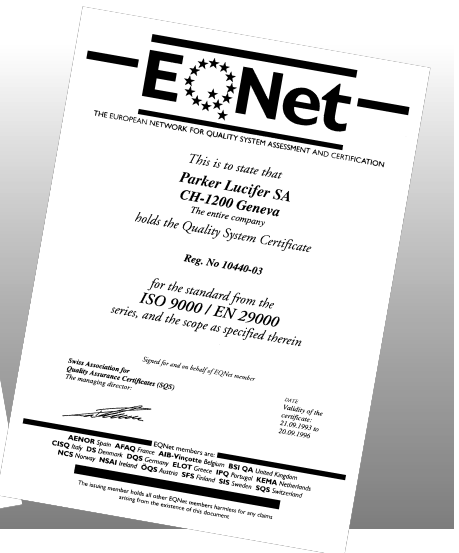 EQNet
THE EUROPEAN NETWORK FOR QUALITY SYSTEM ASSESSMENT AND CERTIFICATION
This is to state that
Parker Lucifer SA
CH-1200 Geneva
The entire company
holds the Quality System Certificate
Reg. No 10440-03
for the standard from the
ISO 9000 / EN 29000
series, and the scope as specified therein
Signed for and on behalf of EQNet member
Swiss Association for
Quality Assurance Certificates (SQS)
The managing director:
DATE
Validity of the
certificate:
21.09.1993 to
20.09.1996
EQNet members are:
AENOR Spain AFAQ France AIB-Vinçotte Belgium BSI QA United Kingdom
CISQ Italy DS Denmark DQS Germany ELOT Greece IPQ Portugal KEMA Netherlands
NCS Norway NSAI Ireland ÖQS Austria SFS Finland SIS Sweden SQS Switzerland
The issuing member holds all other EQNet members harmless for any claims
arising from the existence of this document